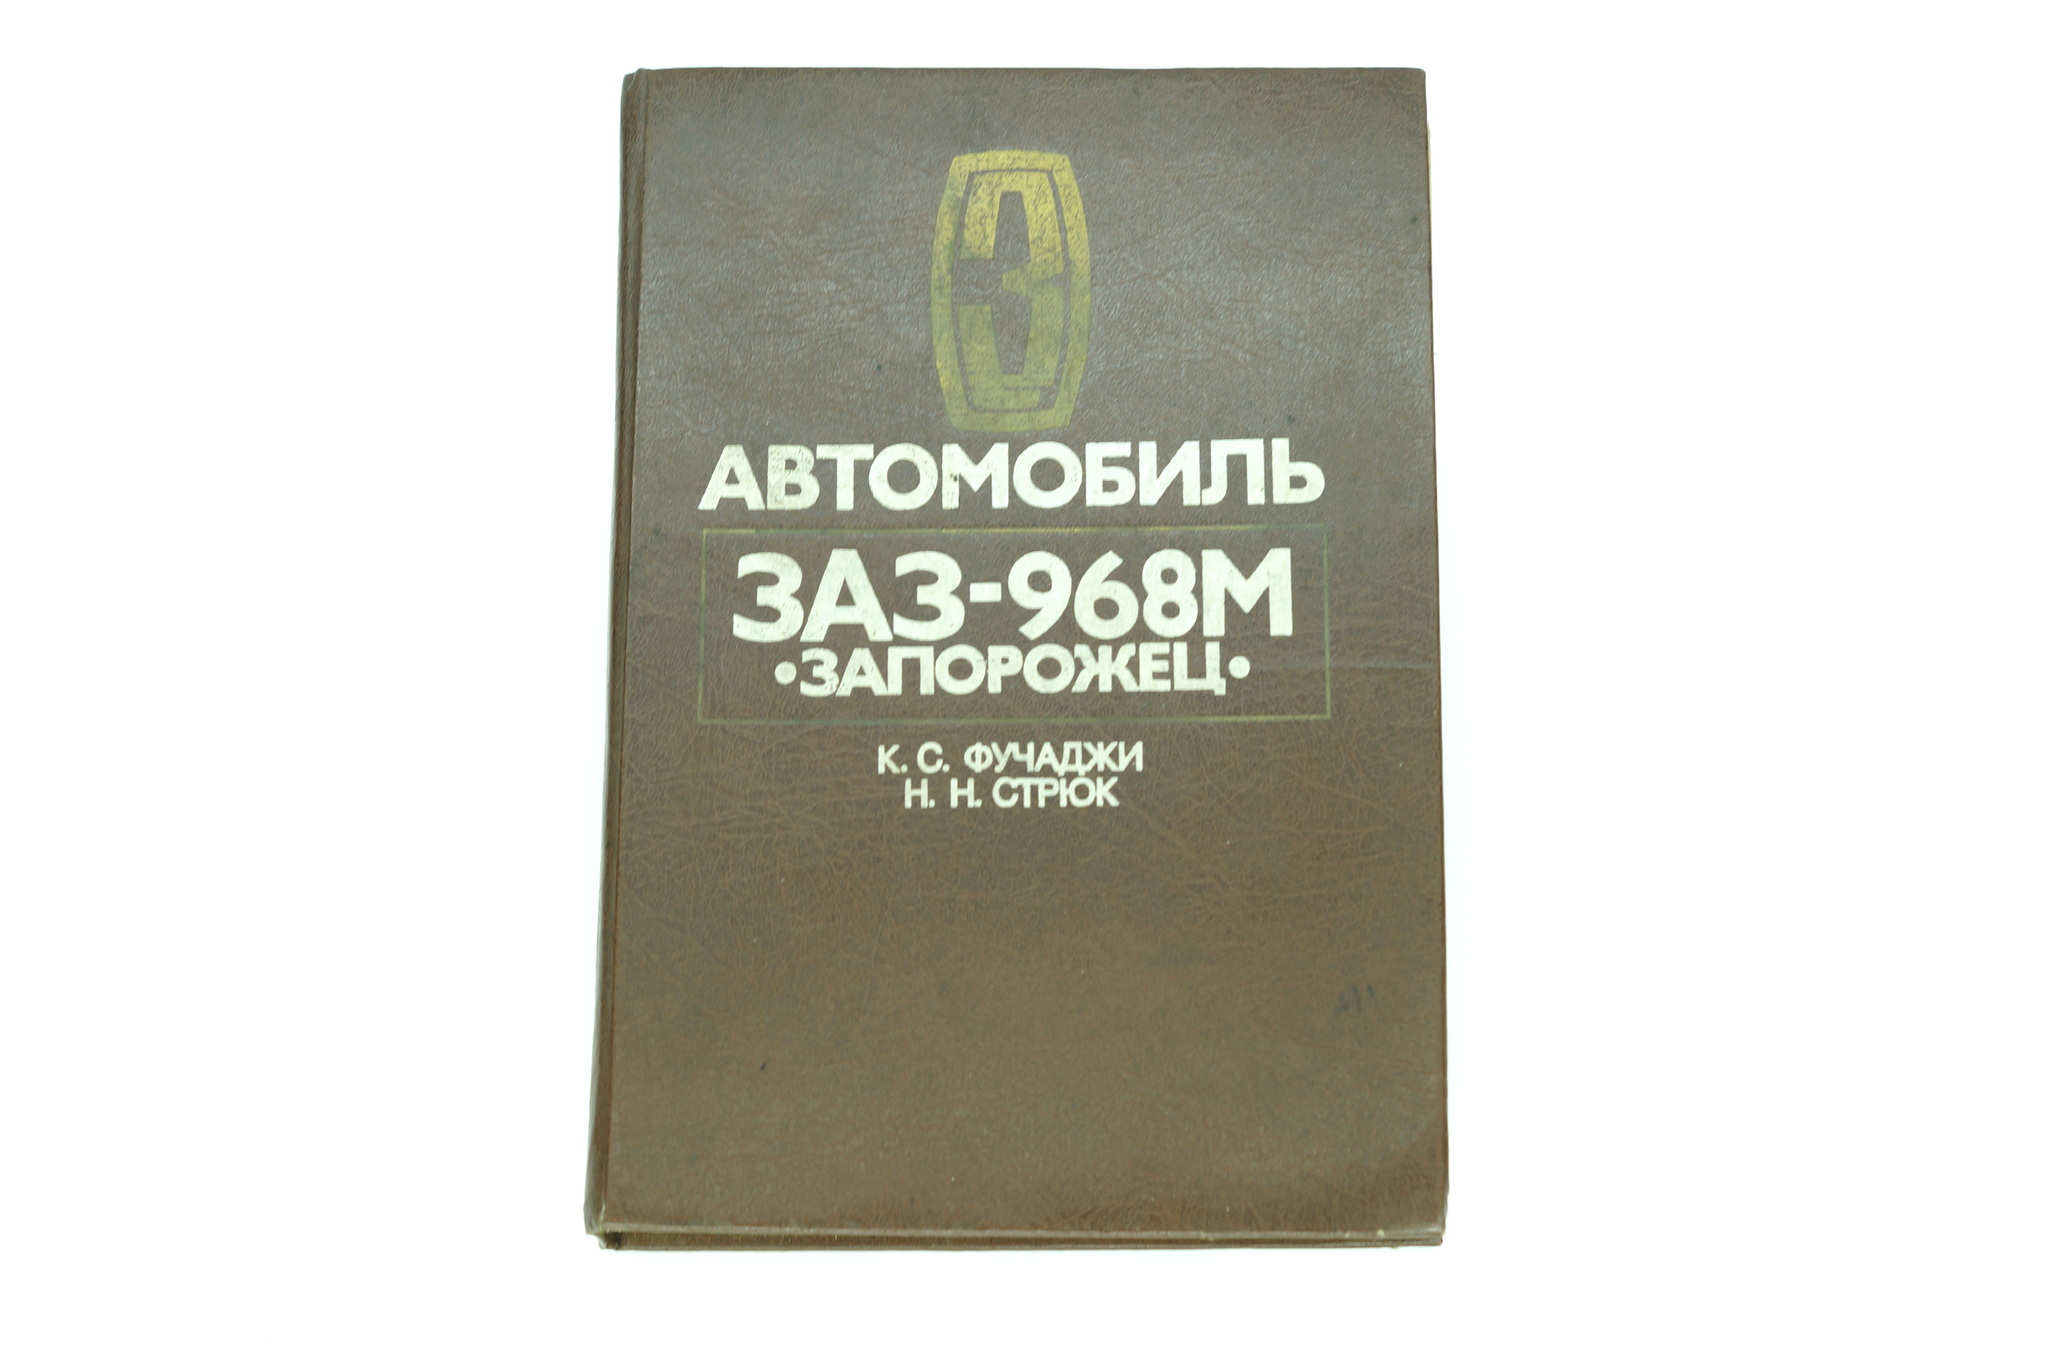 З
АВТОМОБИЛЬ
ЗАЗ-968М
•ЗАПОРОЖЕЦ•
К. С. ФУЧАДЖИ
Н. Н. СТРЮК